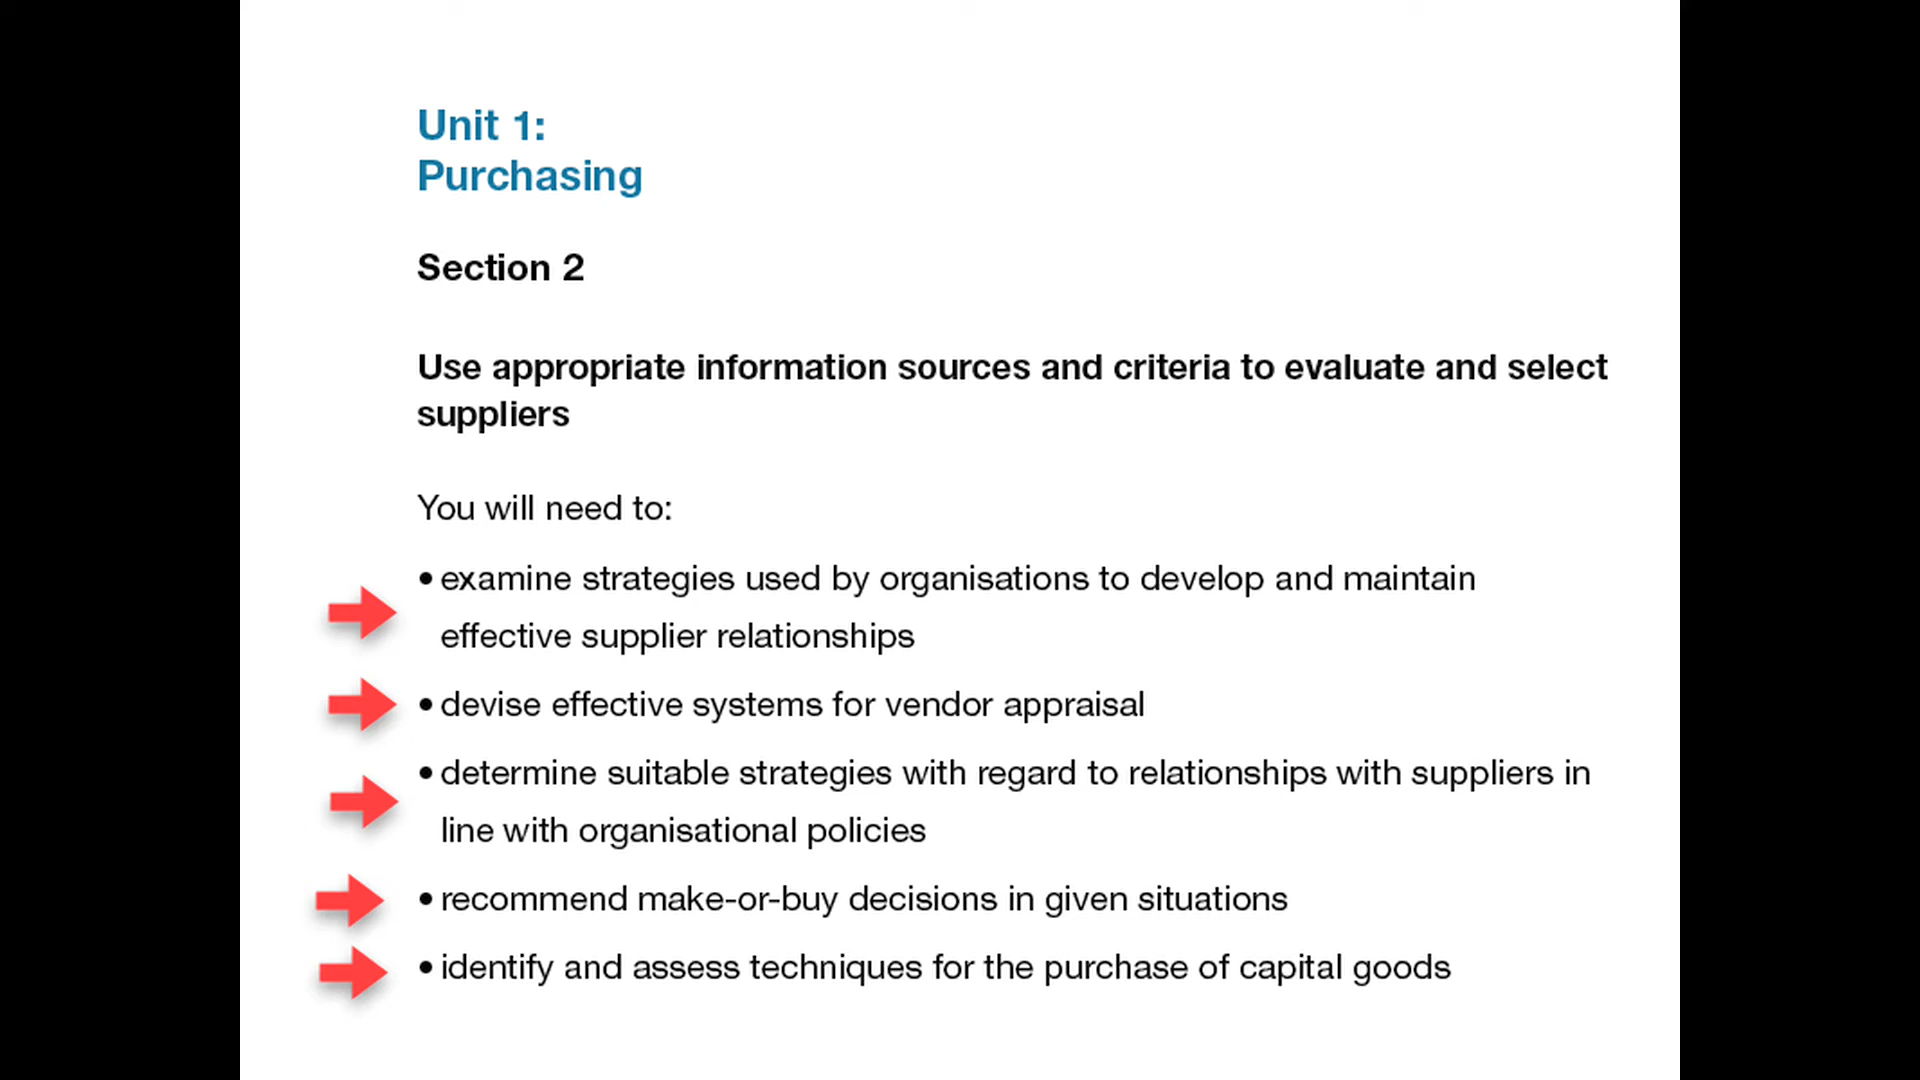 Unit 1:
Purchasing
Section 2
Use appropriate information sources and criteria to evaluate and select
suppliers
You will need to:
• examine strategies used by organisations to develop and maintain
effective supplier relationships
• devise effective systems for vendor appraisal
• determine suitable strategies with regard to relationships with suppliers in
line with organisational policies
• recommend make-or-buy decisions in given situations
• identify and assess techniques for the purchase of capital goods